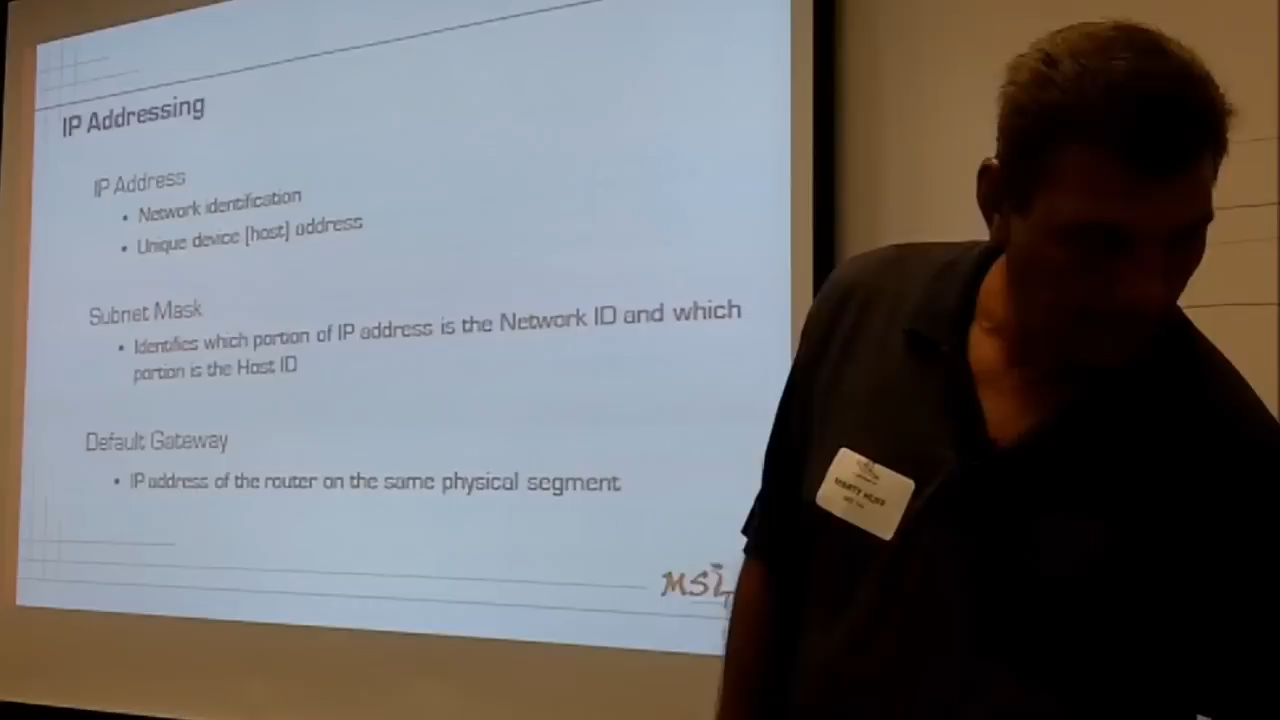 IP Addressing
IP Address
• Network identification
• Unique device [host] address
Subnet Mask
• Identifies which portion of IP address is the Network ID and which
portion is the Host ID
Default Gateway
• IP address of the router on the same physical segment
MARTY